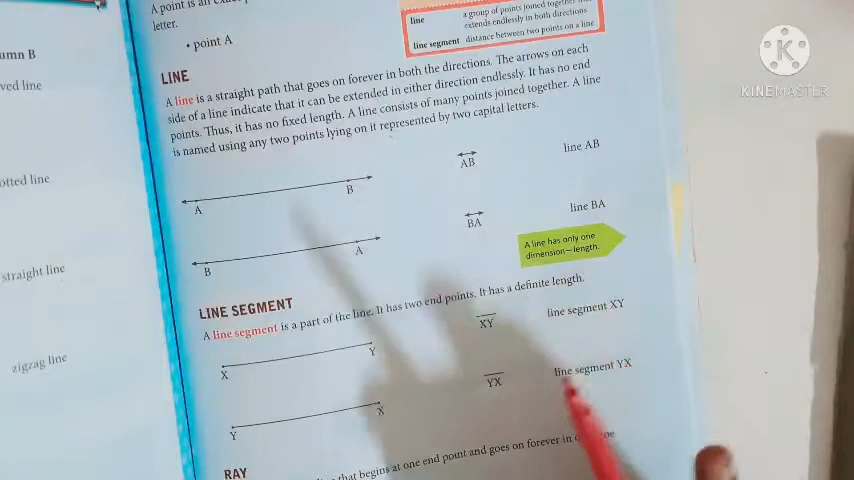 A point is an exact
letter.
• point A
line a group of points joined together
extends endlessly in both directions
line segment distance between two points on a line
K
KINEMASTER
umn B
ved line
otted line
straight line
zigzag line
LINE
A line is a straight path that goes on forever in both the directions. The arrows on each
side of a line indicate that it can be extended in either direction endlessly. It has no end
points. Thus, it has no fixed length. A line consists of many points joined together. A line
is named using any two points lying on it represented by two capital letters.
A B AB line AB
B A BA line BA
A line has only one
dimension—length.
LINE SEGMENT
A line segment is a part of the line. It has two end points. It has a definite length.
X Y XY line segment XY
Y X YX line segment YX
RAY
that begins at one end point and goes on forever in